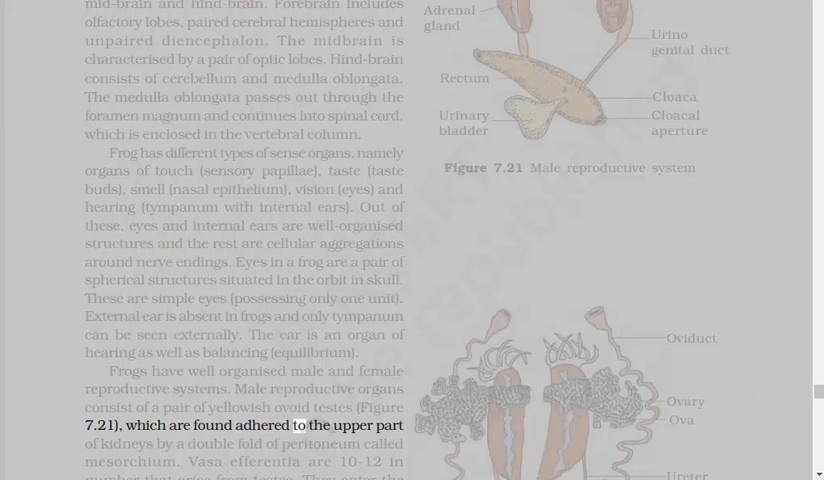 mid-brain and hind-brain. Forebrain includes
olfactory lobes, paired cerebral hemispheres and
unpaired diencephalon. The midbrain is
characterised by a pair of optic lobes. Hind-brain
consists of cerebellum and medulla oblongata.
The medulla oblongata passes out through the
foramen magnum and continues into spinal cord,
which is enclosed in the vertebral column.
Frog has different types of sense organs, namely
organs of touch (sensory papillae), taste (taste
buds), smell (nasal epithelium), vision (eyes) and
hearing (tympanum with internal ears). Out of
these, eyes and internal ears are well-organised
structures and the rest are cellular aggregations
around nerve endings. Eyes in a frog are a pair of
spherical structures situated in the orbit in skull.
These are simple eyes (possessing only one unit).
External ear is absent in frogs and only tympanum
can be seen externally. The ear is an organ of
hearing as well as balancing (equilibrium).
Frogs have well organised male and female
reproductive systems. Male reproductive organs
consist of a pair of yellowish ovoid testes (Figure
7.21), which are found adhered to the upper part
of kidneys by a double fold of peritoneum called
mesorchium. Vasa efferentia are 10-12 in
number that arise from testes. They enter the
Adrenal
gland
Urino
genital duct
Rectum
Cloaca
Urinary
bladder
Cloacal
aperture
Figure 7.21 Male reproductive system
Oviduct
Ovary
Ova
Ureter